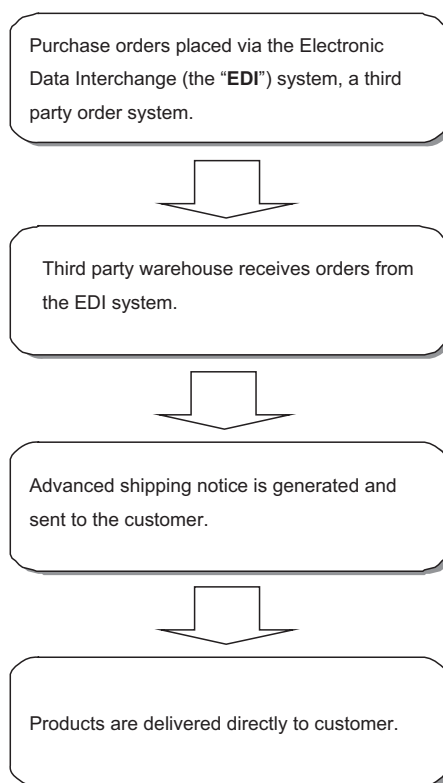 Purchase orders placed via the Electronic
Data Interchange (the “EDI”) system, a third
party order system.
Third party warehouse receives orders from
the EDI system.
Advanced shipping notice is generated and
sent to the customer.
Products are delivered directly to customer.